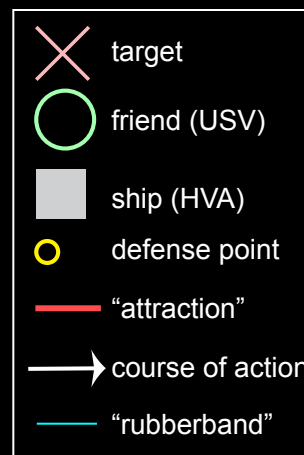 target
friend (USV)
ship (HVA)
defense point
“attraction”
course of action
“rubberband”